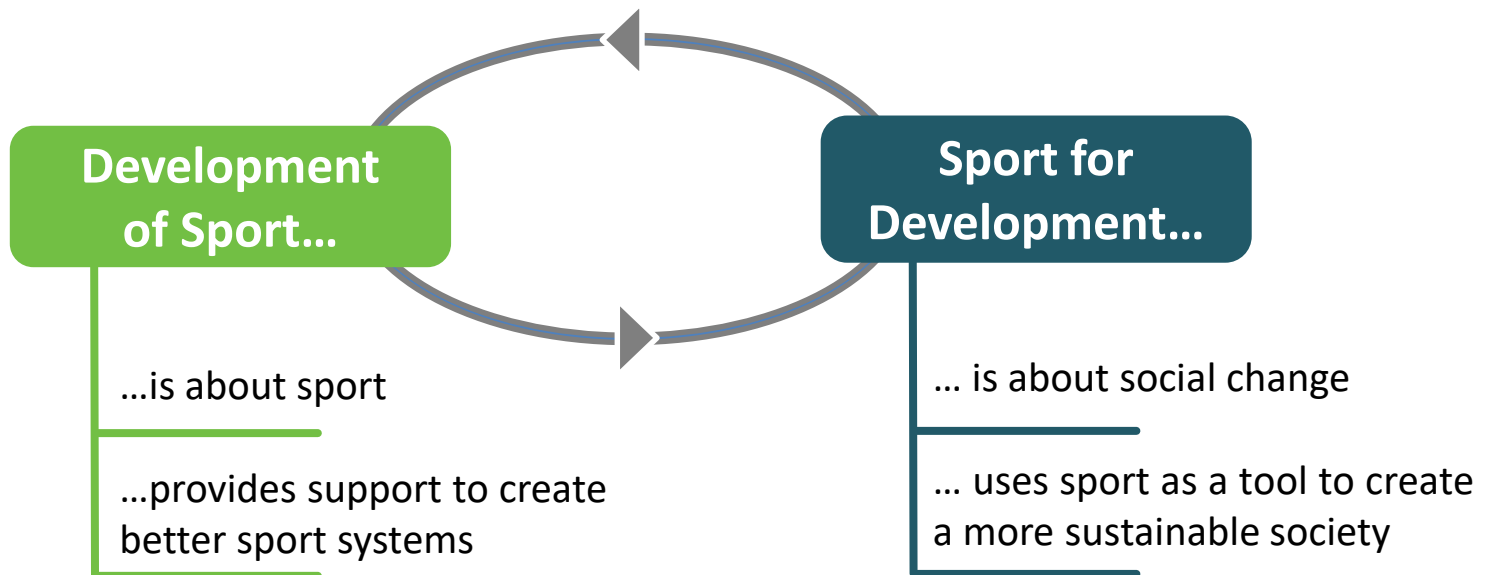 Development
of Sport...
...is about sport
...provides support to create
better sport systems
Sport for
Development...
... is about social change
... uses sport as a tool to create
a more sustainable society